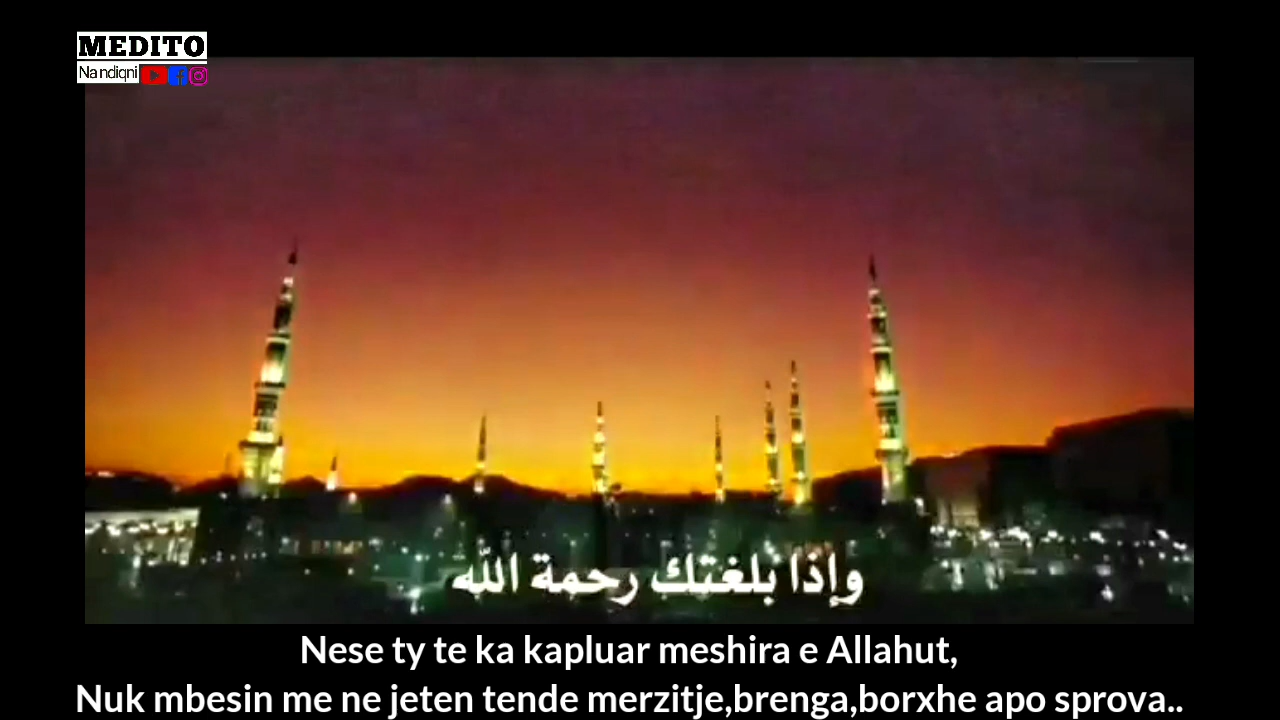 MEDITO
Na ndiqni
وإذا بلغتك رحمة الله
Nese ty te ka kapluar meshira e Allahut,
Nuk mbesin me ne jeten tende merzitje,brenga,borxhe apo sprova..